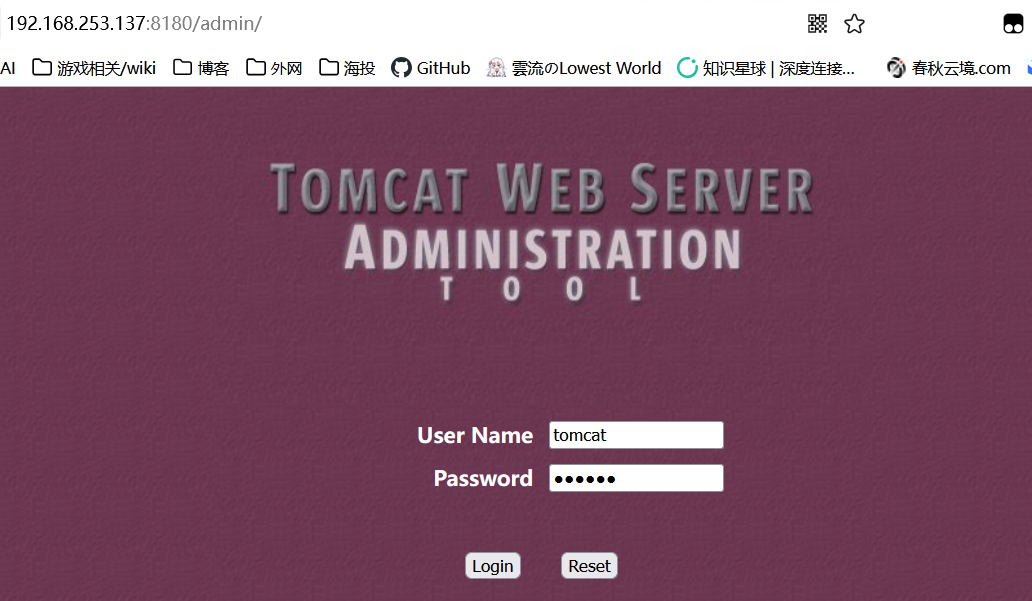 192.168.253.137:8180/admin/
AI 游戏相关/wiki 博客 外网 海投 GitHub 雲流のLowest World 知识星球 | 深度连接... 春秋云境.com
TOMCAT WEB SERVER
ADMINISTRATION
TOOL
User Name tomcat
Password ••••••
Login Reset